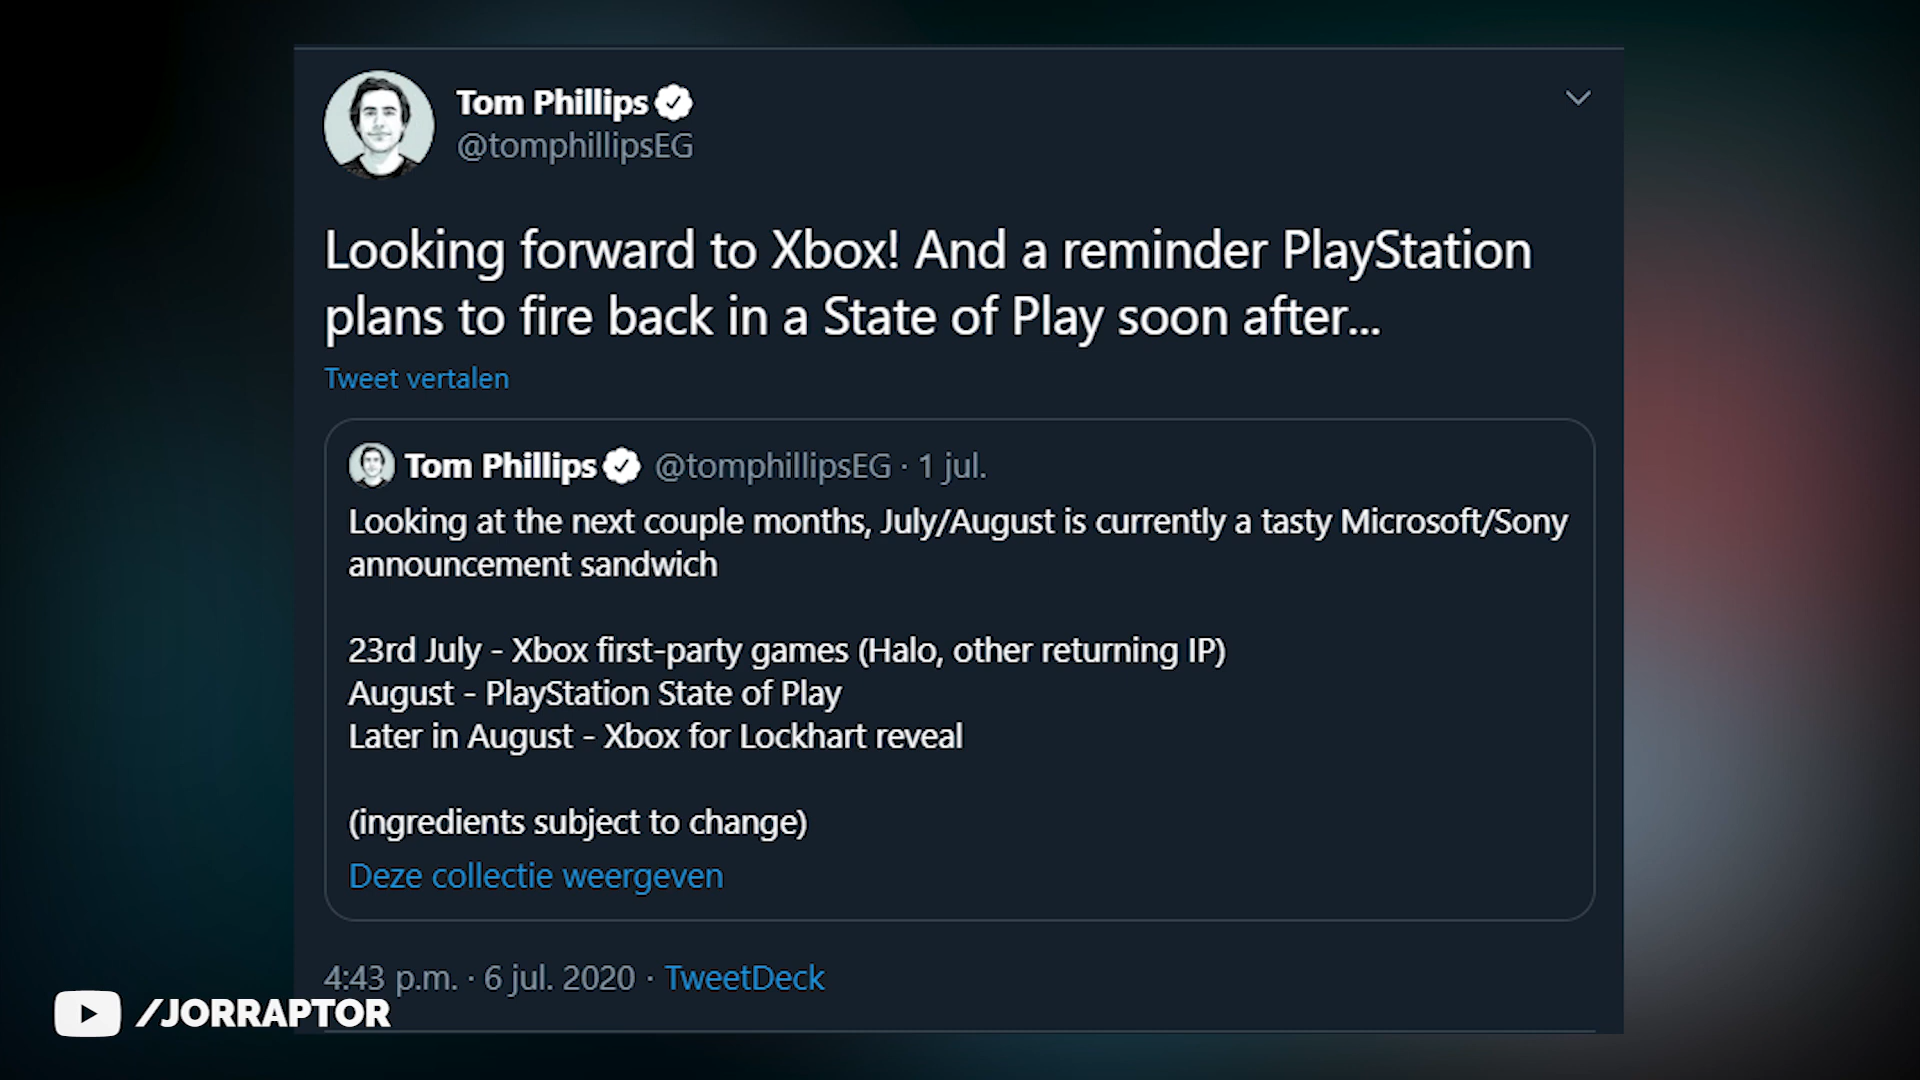 Tom Phillips
@tomphillipsEG
Looking forward to Xbox! And a reminder PlayStation
plans to fire back in a State of Play soon after...
Tweet vertalen
Tom Phillips @tomphillipsEG · 1 jul.
Looking at the next couple months, July/August is currently a tasty Microsoft/Sony
announcement sandwich
23rd July - Xbox first-party games (Halo, other returning IP)
August - PlayStation State of Play
Later in August - Xbox for Lockhart reveal
(ingredients subject to change)
Deze collectie weergeven
4:43 p.m. · 6 jul. 2020 · TweetDeck
/JORRAPTOR